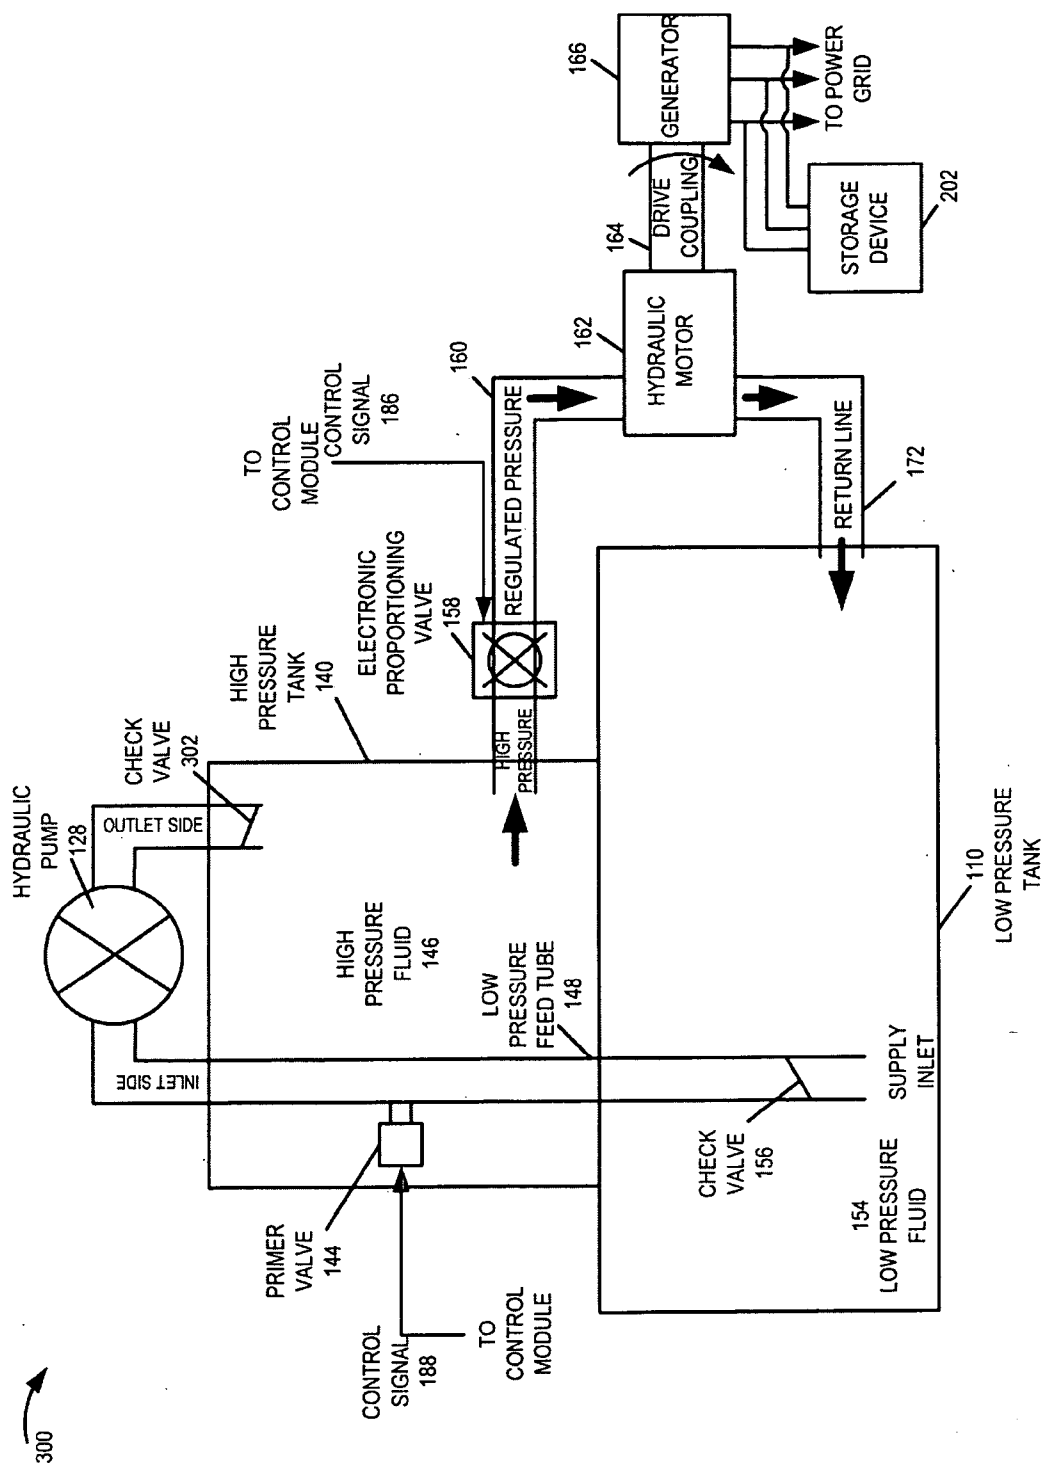 300
HYDRAULIC
PUMP
128
CHECK
VALVE
302
OUTLET SIDE
INLET SIDE
HIGH
PRESSURE
TANK
140
HIGH
PRESSURE
FLUID
146
PRIMER
VALVE
144
CONTROL
SIGNAL
188
TO
CONTROL
MODULE
LOW
PRESSURE
FEED TUBE
148
HIGH
PRESSURE
ELECTRONIC
PROPORTIONING
VALVE
158
TO
CONTROL
MODULE
CONTROL
SIGNAL
186
REGULATED PRESSURE
160
HYDRAULIC
MOTOR
162
DRIVE
COUPLING
164
GENERATOR
166
TO POWER
GRID
STORAGE
DEVICE
202
RETURN LINE
172
CHECK
VALVE
156
SUPPLY
INLET
154
LOW PRESSURE
FLUID
110
LOW PRESSURE
TANK